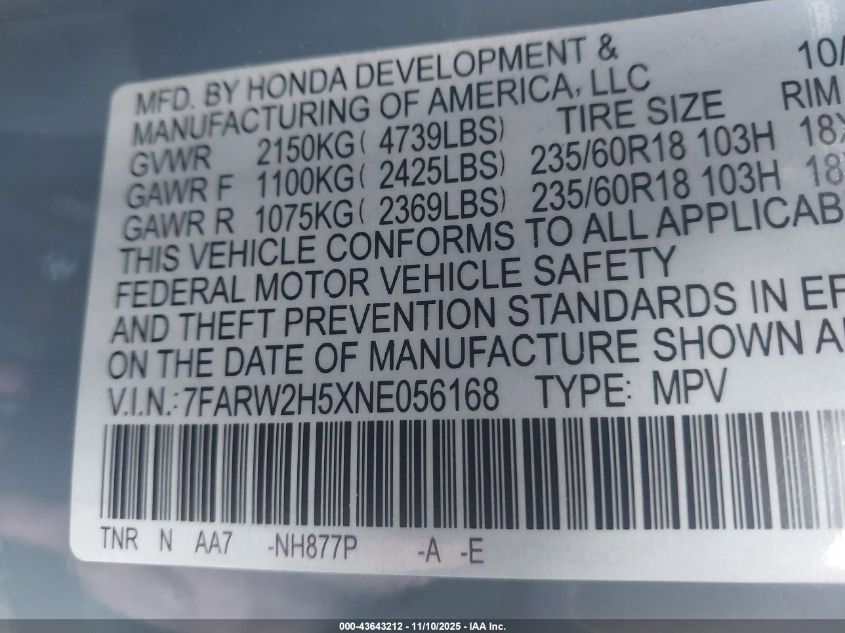 MFD. BY HONDA DEVELOPMENT & 10/
MANUFACTURING OF AMERICA, LLC
GVWR 2150KG( 4739LBS) TIRE SIZE RIM
GAWR F 1100KG( 2425LBS) 235/60R18 103H 18X
GAWR R 1075KG( 2369LBS) 235/60R18 103H 18X
THIS VEHICLE CONFORMS TO ALL APPLICAB
FEDERAL MOTOR VEHICLE SAFETY
AND THEFT PREVENTION STANDARDS IN EF
ON THE DATE OF MANUFACTURE SHOWN A
V.I.N.: 7FARW2H5XNE056168 TYPE: MPV
TNR N AA7 -NH877P -A -E
000-43643212 - 11/10/2025 - IAA Inc.